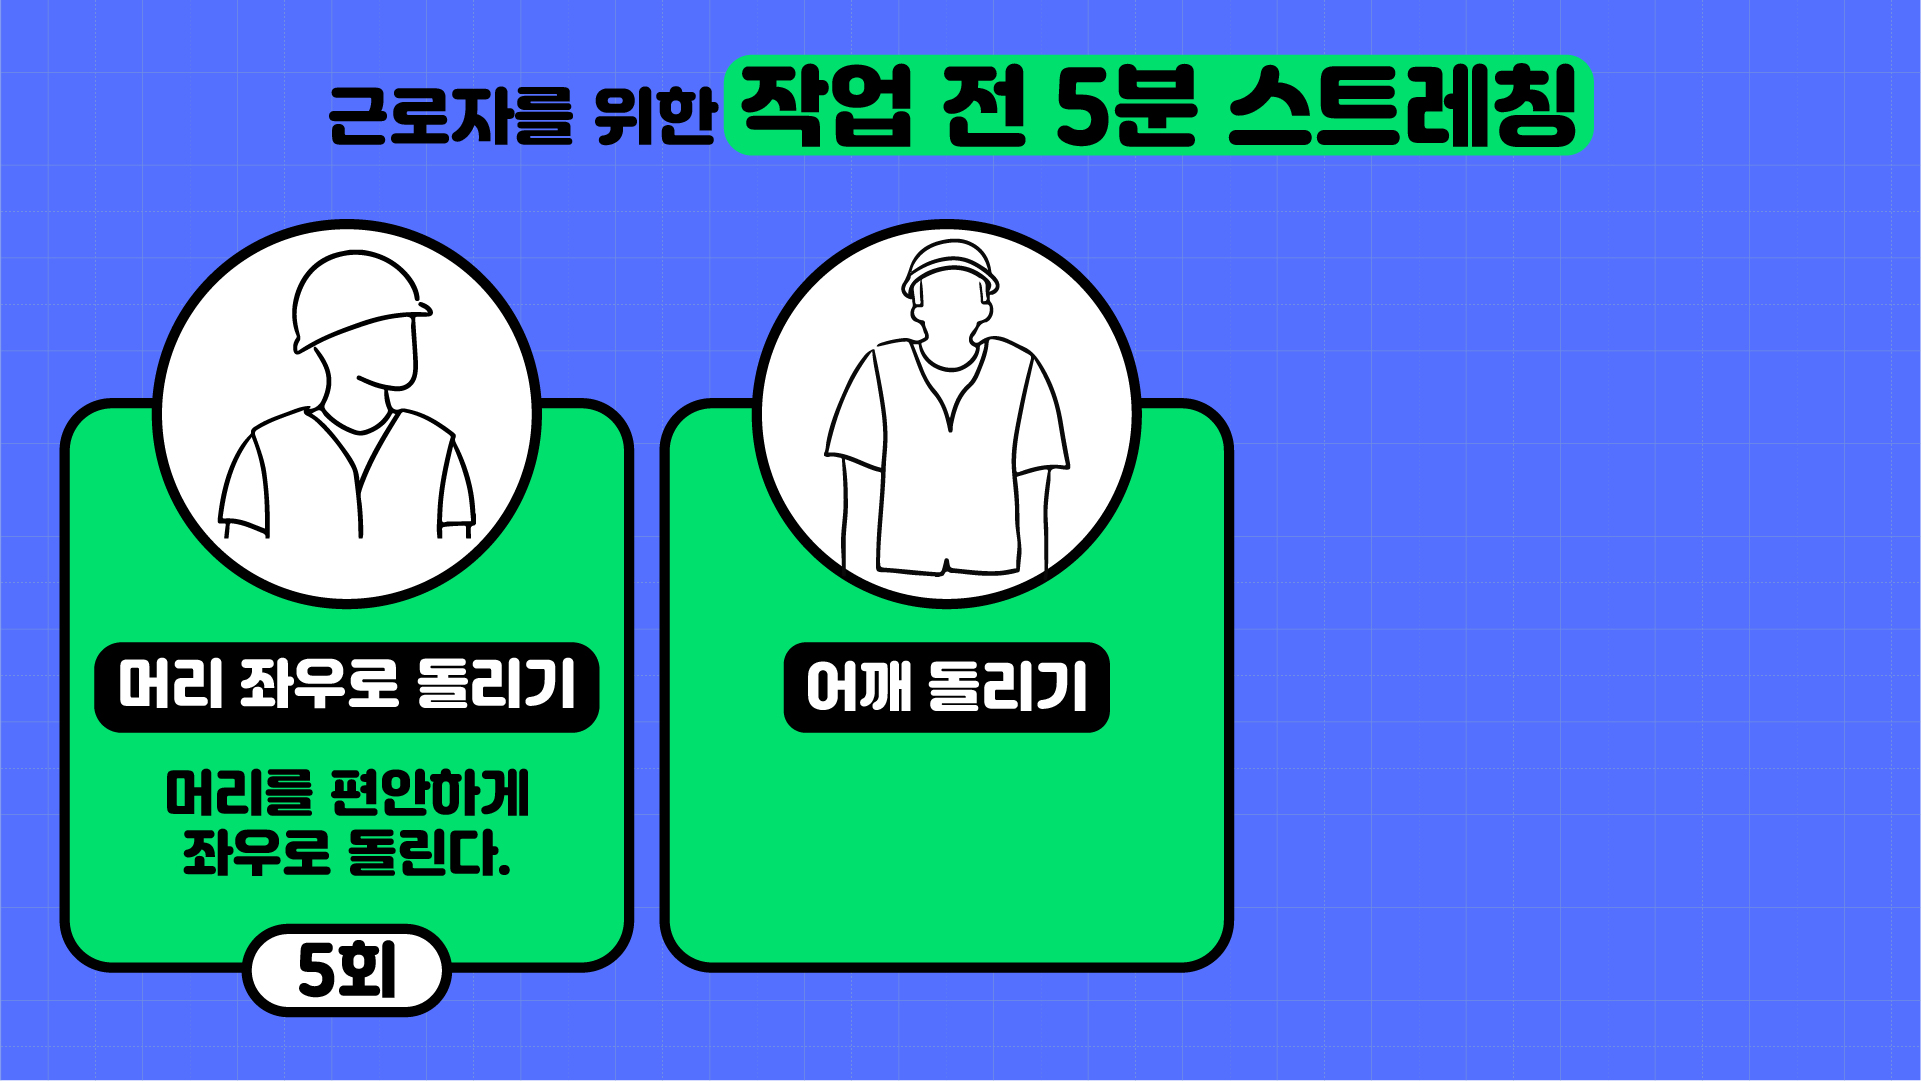 근로자를 위한 작업 전 5분 스트레칭
머리 좌우로 돌리기
머리를 편안하게
좌우로 돌린다.
5회
어깨 돌리기